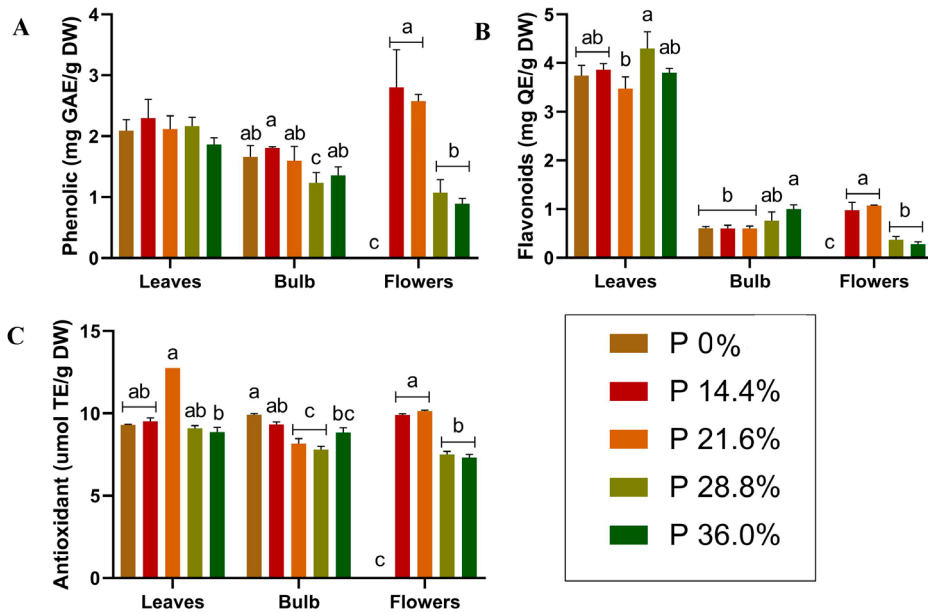 A
Phenolic (mg GAE/g DW)
4
3
2
1
0
ab
a
ab
c
ab
a
b
c
Leaves
Bulb
Flowers
B
Flavonoids (mg QE/g DW)
5
4
3
2
1
0
ab
b
a
ab
b
ab
a
a
b
c
Leaves
Bulb
Flowers
C
Antioxidant (umol TE/g DW)
15
10
5
0
ab
a
ab
b
a
ab
c
bc
a
b
c
Leaves
Bulb
Flowers
P 0%
P 14.4%
P 21.6%
P 28.8%
P 36.0%